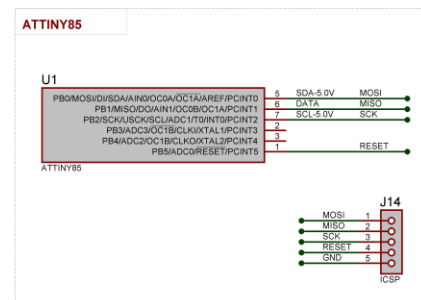 ATTINY85
U1
PB0/MOSI/DI/SDA/AIN0/OC0A/OC1A/AREF/PCINT0 5 SDA-5.0V MOSI
PB1/MISO/DO/AIN1/OC0B/OC1A/PCINT1 6 DATA MISO
PB2/SCK/USCK/SCL/ADC1/T0/INT0/PCINT2 7 SCL-5.0V SCK
PB3/ADC3/OC1B/CLKI/XTAL1/PCINT3 2
PB4/ADC2/OC1B/CLKO/XTAL2/PCINT4 3
PB5/ADC0/RESET/PCINT5 1 RESET
ATTINY85
J14
MOSI 1
MISO 2
SCK 3
RESET 4
GND 5
ICSP